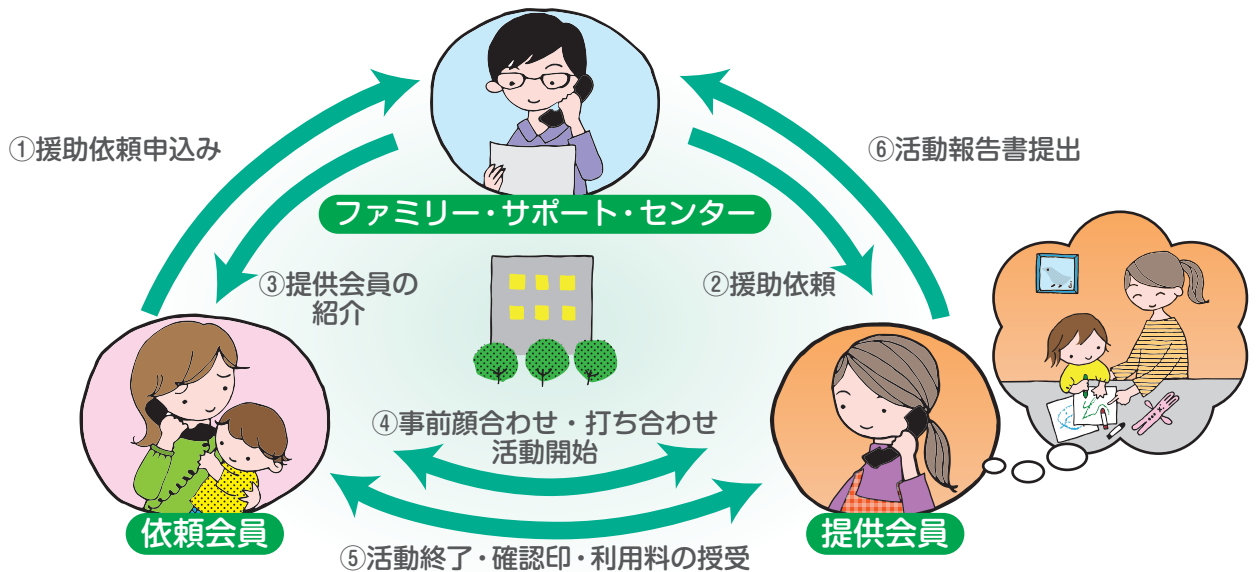 ①援助依頼申込み
⑥活動報告書提出
ファミリー・サポート・センター
③提供会員の
紹介
②援助依頼
④事前顔合わせ・打ち合わせ
活動開始
依頼会員
提供会員
⑤活動終了・確認印・利用料の授受